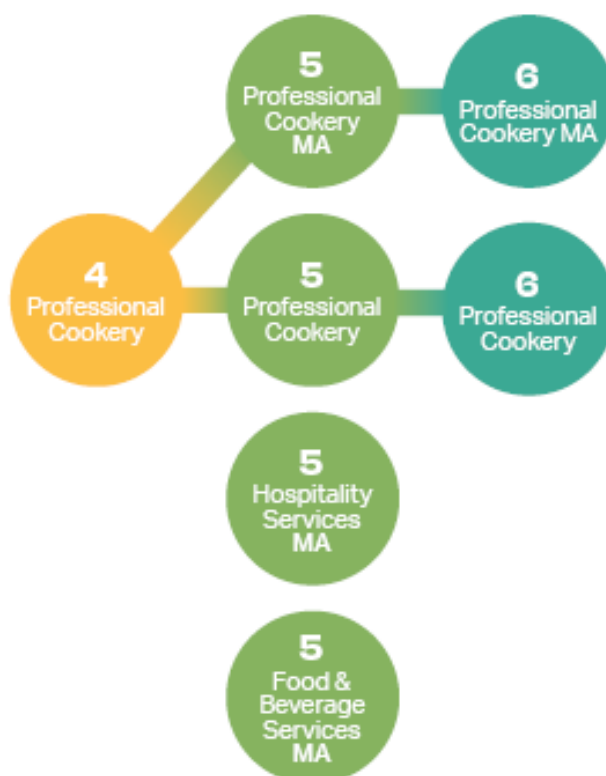 5
Professional
Cookery
MA
6
Professional
Cookery MA
4
Professional
Cookery
5
Professional
Cookery
6
Professional
Cookery
5
Hospitality
Services
MA
5
Food &
Beverage
Services
MA